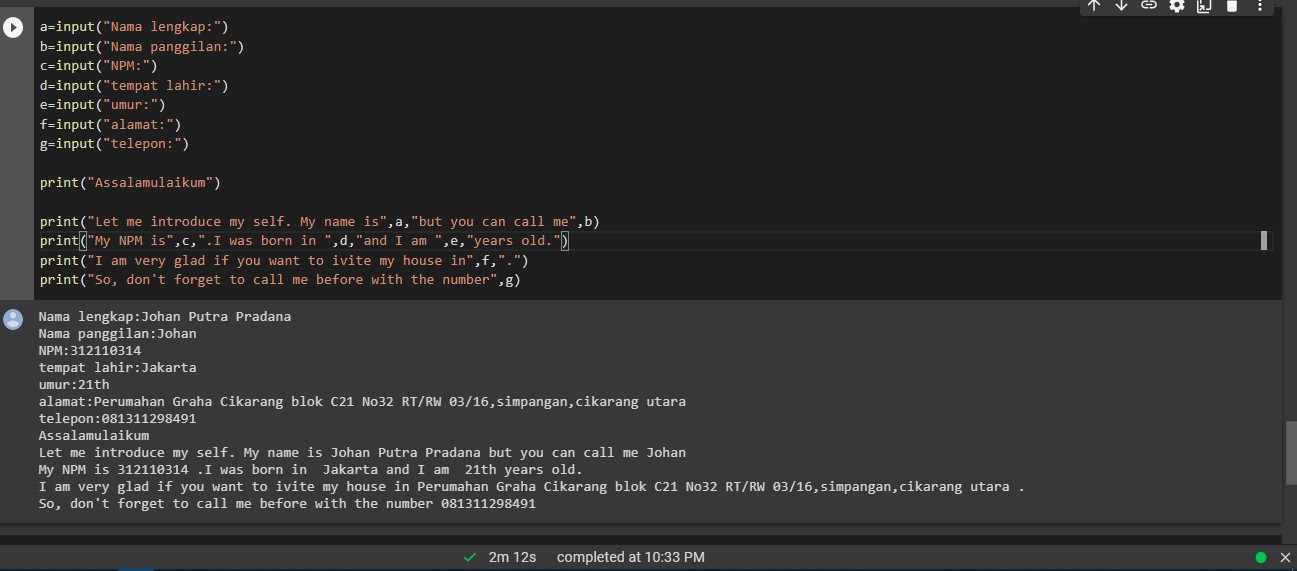 a=input("Nama lengkap:")
b=input("Nama panggilan:")
c=input("NPM:")
d=input("tempat lahir:")
e=input("umur:")
f=input("alamat:")
g=input("telepon:")
print("Assalamulaikum")
print("Let me introduce my self. My name is",a,"but you can call me",b)
print("My NPM is",c,".I was born in ",d,"and I am ",e,"years old.")
print("I am very glad if you want to ivite my house in",f,".")
print("So, don't forget to call me before with the number",g)
Nama lengkap:Johan Putra Pradana
Nama panggilan:Johan
NPM:312110314
tempat lahir:Jakarta
umur:21th
alamat:Perumahan Graha Cikarang blok C21 No32 RT/RW 03/16,simpangan,cikarang utara
telepon:081311298491
Assalamulaikum
Let me introduce my self. My name is Johan Putra Pradana but you can call me Johan
My NPM is 312110314 .I was born in  Jakarta and I am  21th years old.
I am very glad if you want to ivite my house in Perumahan Graha Cikarang blok C21 No32 RT/RW 03/16,simpangan,cikarang utara .
So, don't forget to call me before with the number 081311298491
2m 12s completed at 10:33 PM